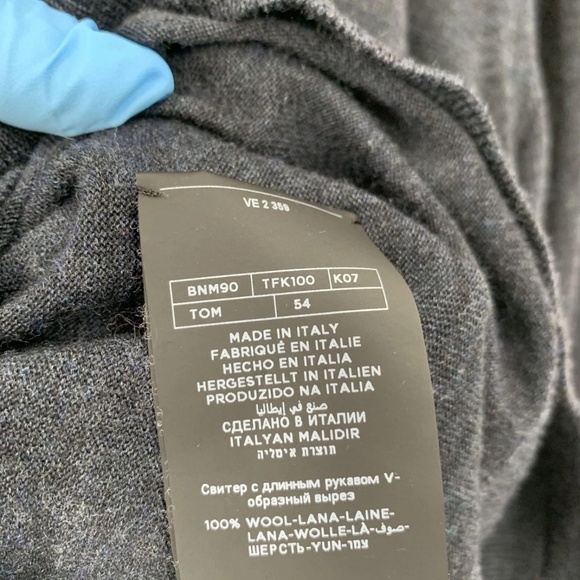 VE 2 359
BNM90 TFK100 K07
TOM 54
MADE IN ITALY
FABRIQUÉ EN ITALIE
HECHO EN ITALIA
HERGESTELLT IN ITALIEN
PRODUZIDO NA ITALIA
صنع في إيطاليا
СДЕЛАНО В ИТАЛИИ
ITALYAN MALIDIR
תוצרת איטליה
Свитер с длинным рукавом V-
образный вырез
100% WOOL-LANA-LAINE-
LANA-WOLLE-LÀ-صوف-
ШЕРСТЬ-YUN-צמר